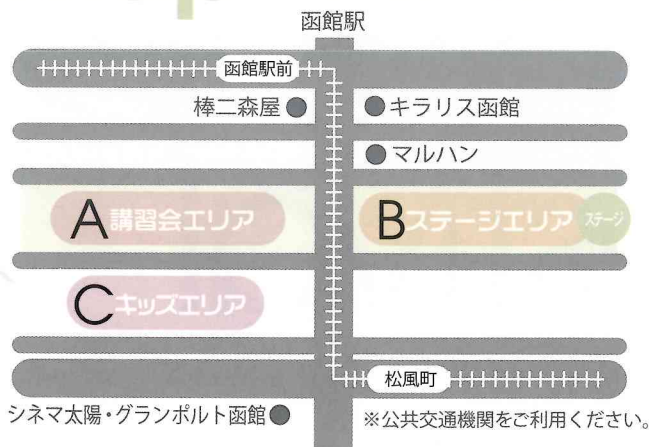 函館駅
函館駅前
棒二森屋
キラリス函館
マルハン
A 講習会エリア
B ステージエリア
ステージ
C キッズエリア
松風町
シネマ太陽・グランポルト函館
※公共交通機関をご利用ください。